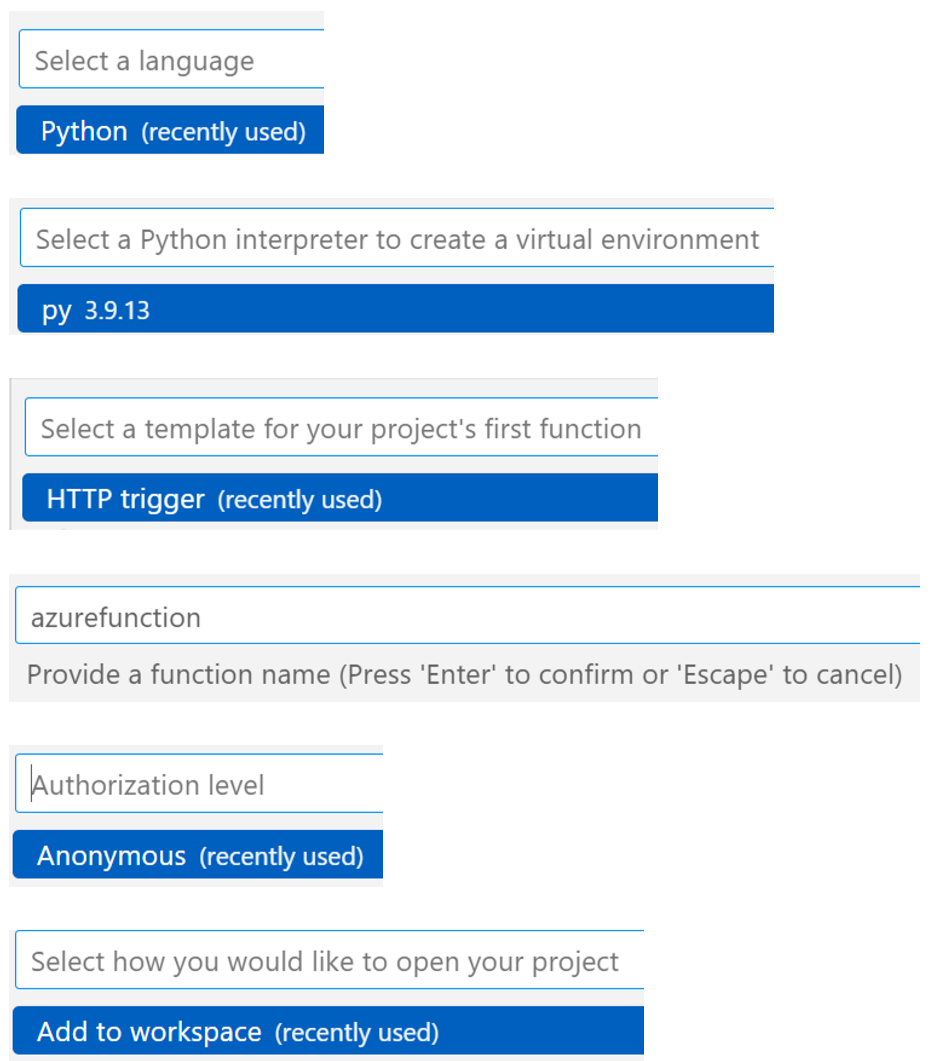 Select a language
Python (recently used)
Select a Python interpreter to create a virtual environment
py 3.9.13
Select a template for your project's first function
HTTP trigger (recently used)
azurefunction
Provide a function name (Press 'Enter' to confirm or 'Escape' to cancel)
Authorization level
Anonymous (recently used)
Select how you would like to open your project
Add to workspace (recently used)